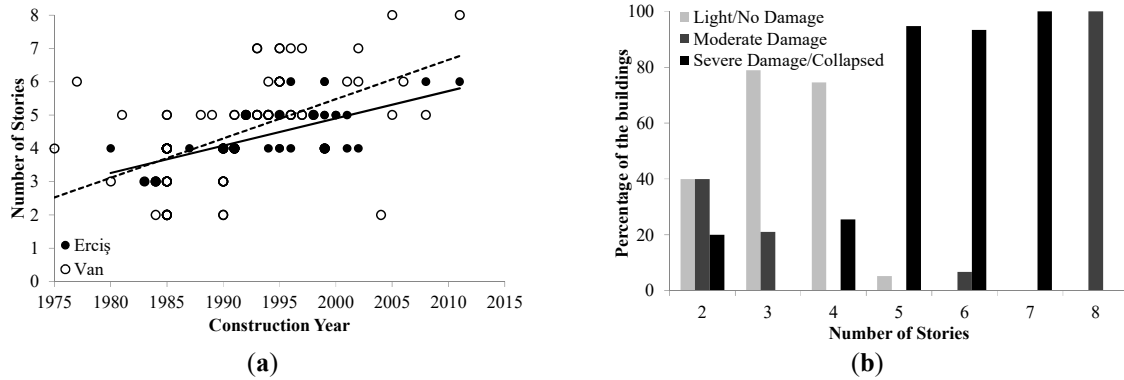 8
7
6
5
4
3
2
1
0
Number of Stories
Erciş
Van
1975 1980 1985 1990 1995 2000 2005 2010 2015
Construction Year
(a)
Light/No Damage
Moderate Damage
Severe Damage/Collapsed
100
80
60
40
20
0
Percentage of the buildings
2 3 4 5 6 7 8
Number of Stories
(b)